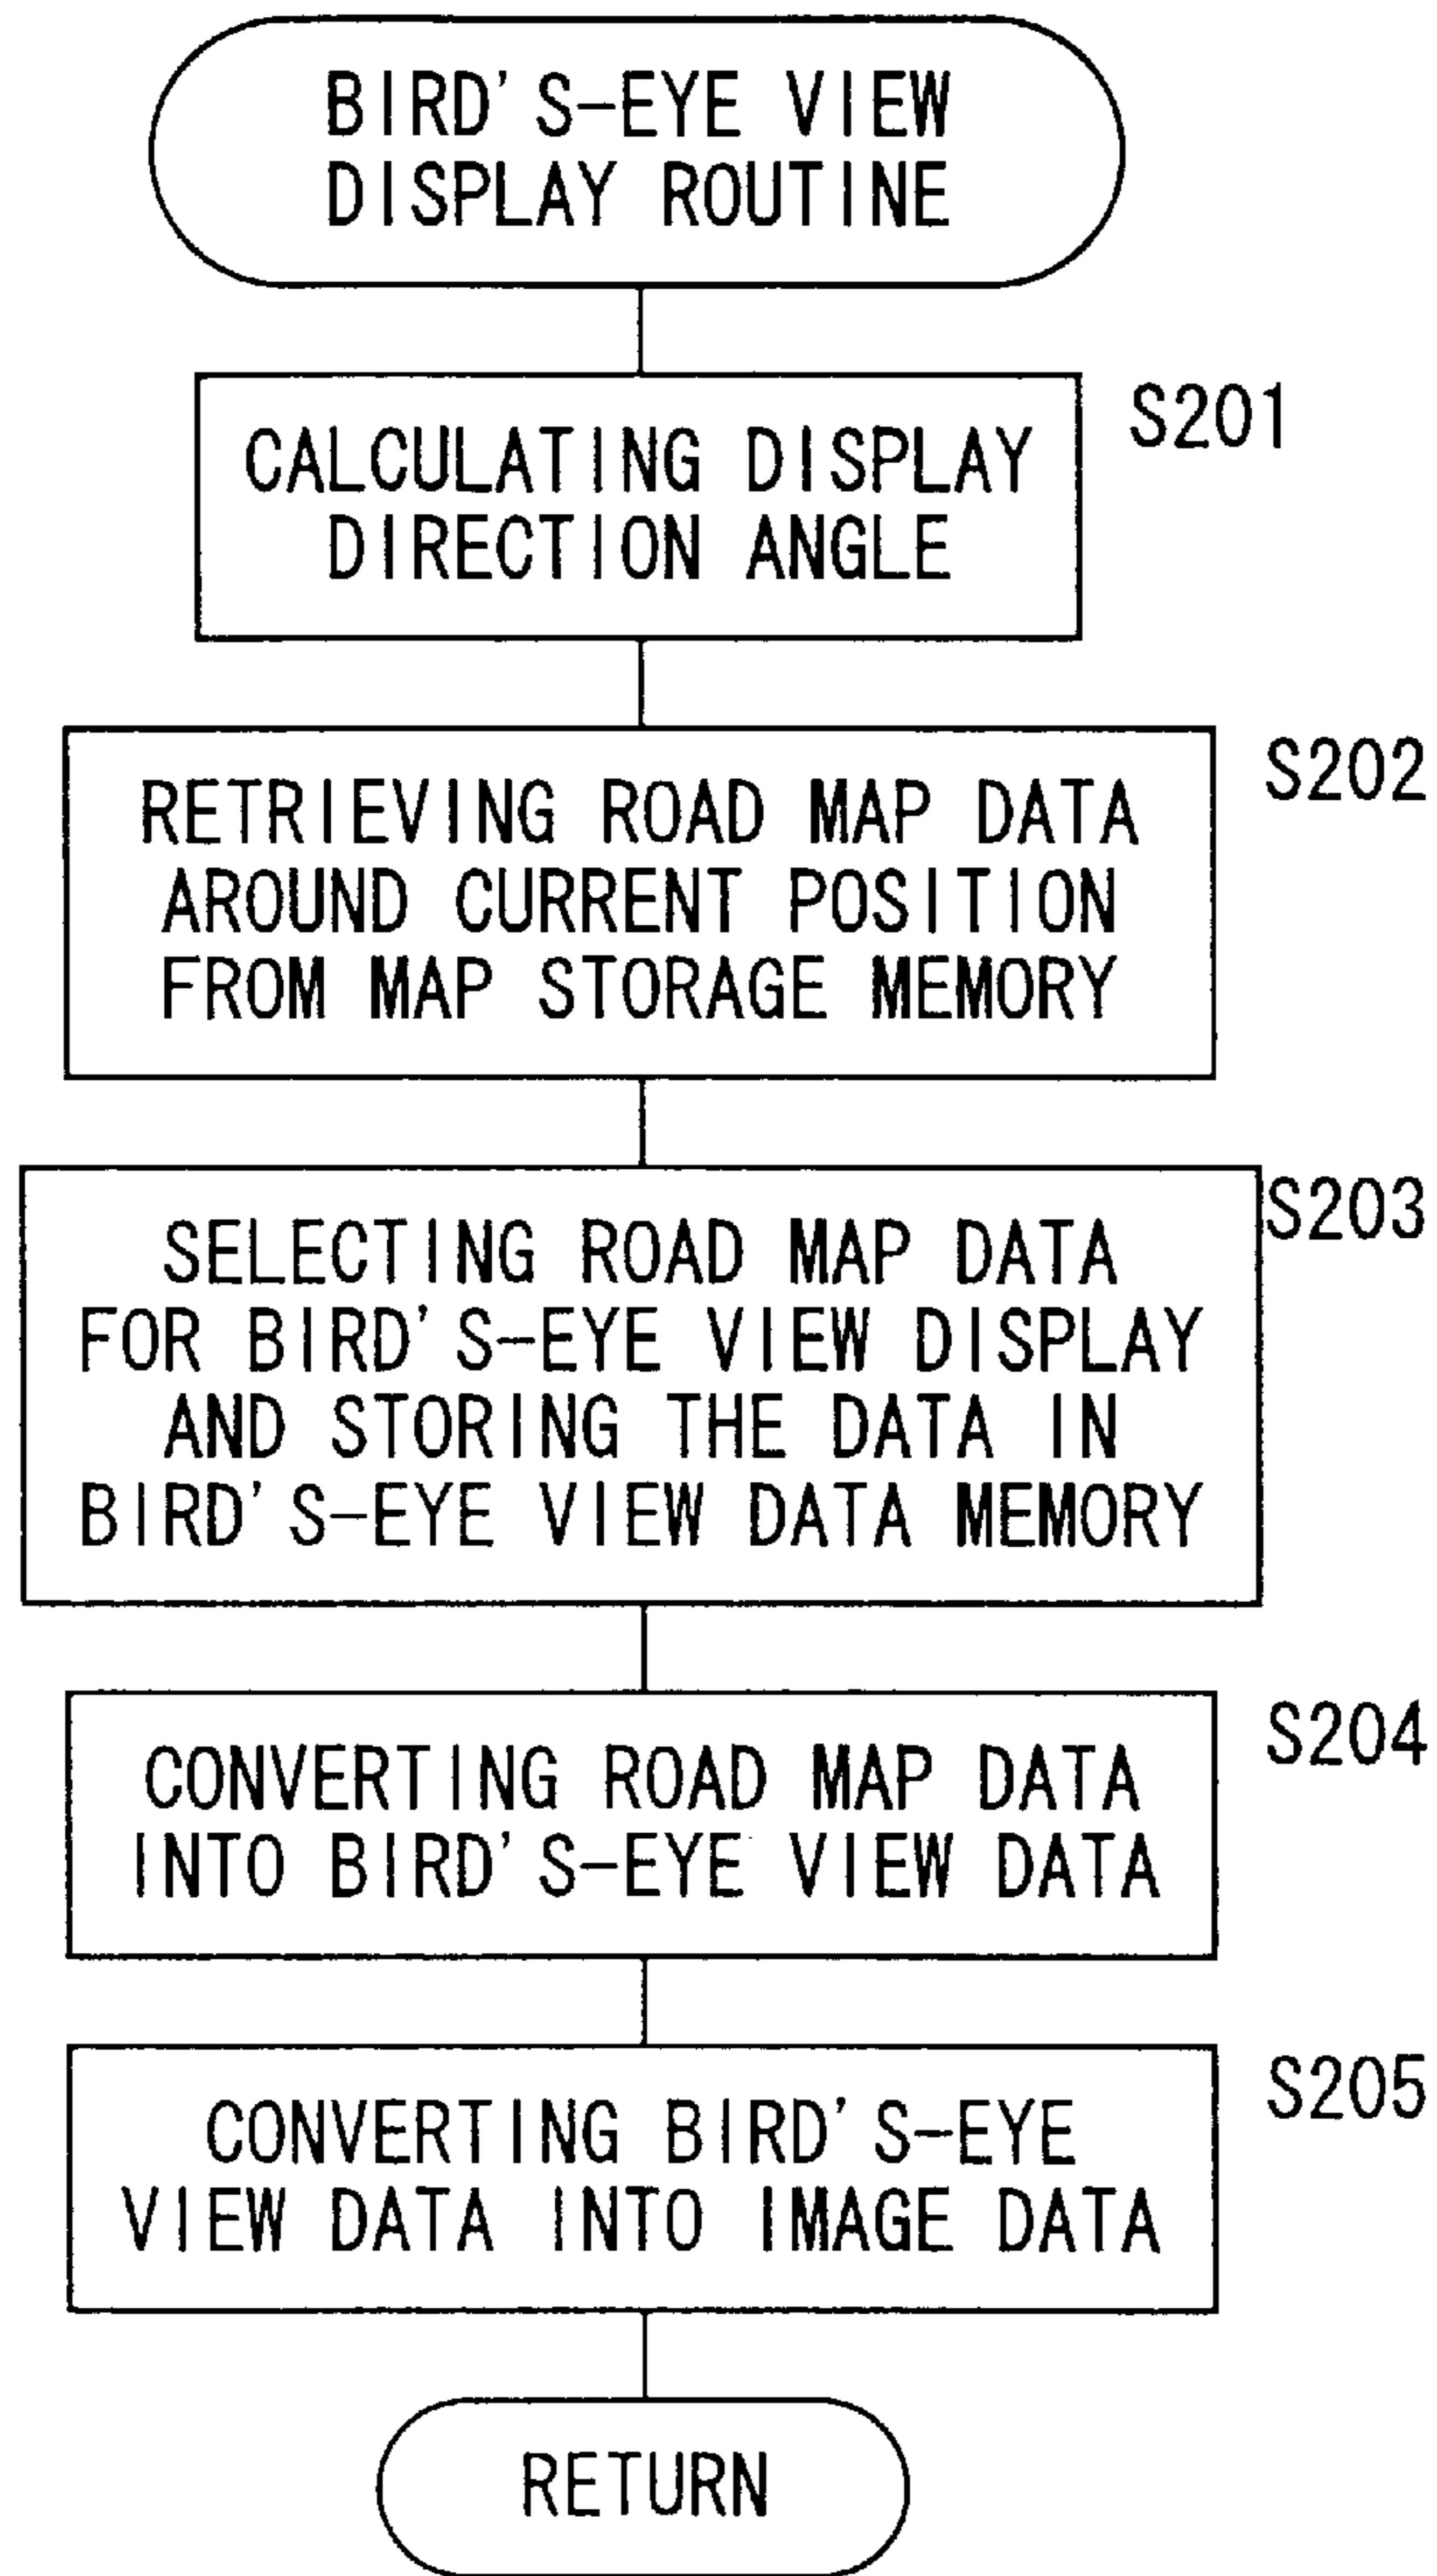 BIRD'S-EYE VIEW
DISPLAY ROUTINE
S201
CALCULATING DISPLAY
DIRECTION ANGLE
S202
RETRIEVING ROAD MAP DATA
AROUND CURRENT POSITION
FROM MAP STORAGE MEMORY
S203
SELECTING ROAD MAP DATA
FOR BIRD'S-EYE VIEW DISPLAY
AND STORING THE DATA IN
BIRD'S-EYE VIEW DATA MEMORY
S204
CONVERTING ROAD MAP DATA
INTO BIRD'S-EYE VIEW DATA
S205
CONVERTING BIRD'S-EYE
VIEW DATA INTO IMAGE DATA
RETURN